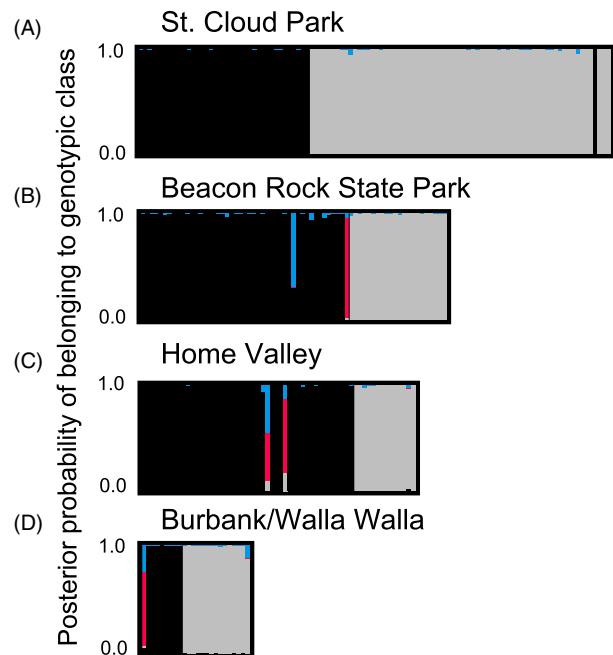 (A)
St. Cloud Park
1.0
0.0
(B)
Beacon Rock State Park
1.0
0.0
(C)
Home Valley
1.0
0.0
(D)
Burbank/Walla Walla
1.0
0.0
Posterior probability of belonging to genotypic class